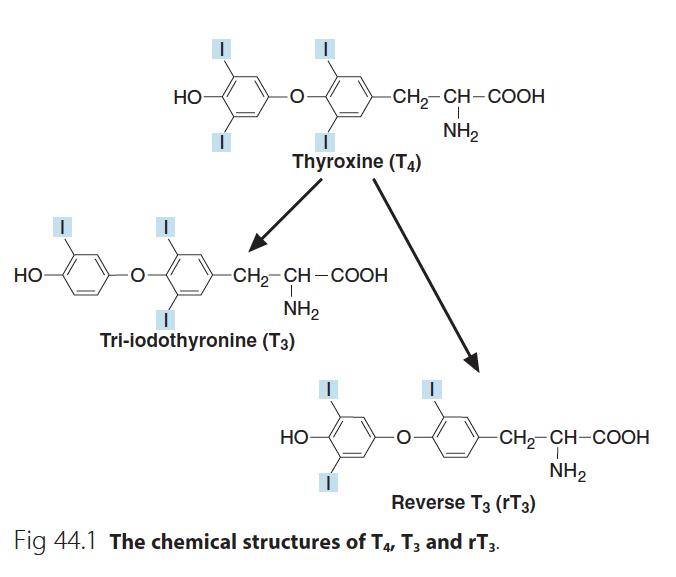 I I
HO O CH2 CH COOH
NH2
I I
Thyroxine (T4)
I I
HO O CH2 CH COOH
NH2
I
Tri-iodothyronine (T3)
I I
HO O CH2 CH COOH
NH2
I
Reverse T3 (rT3)
Fig 44.1 The chemical structures of T4, T3 and rT3.